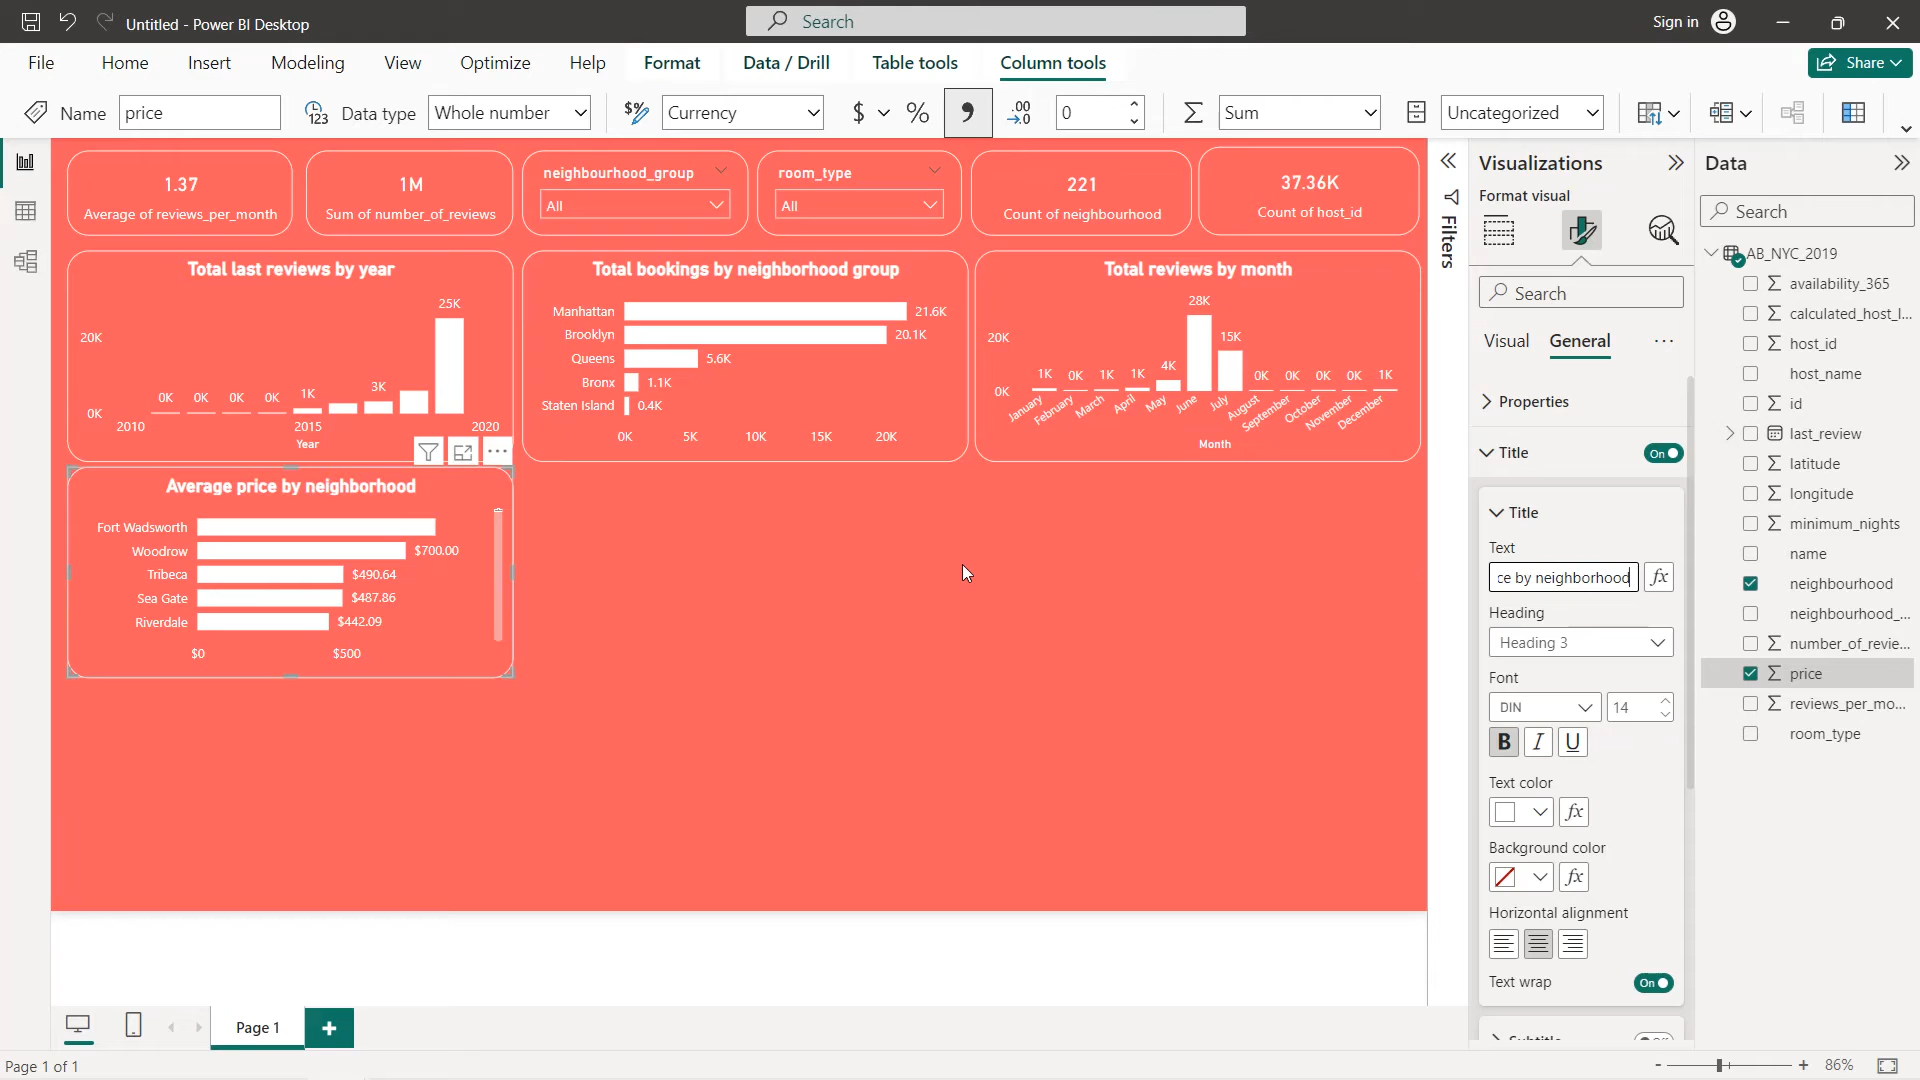 Untitled - Power BI Desktop
Search
Sign in
File Home Insert Modeling View Optimize Help Format Data / Drill Table tools Column tools
Share
Name price
Data type Whole number
Currency
$ % , .00 →.0 0
Sum
Uncategorized
1.37
Average of reviews_per_month
1M
Sum of number_of_reviews
neighbourhood_group
All
room_type
All
221
Count of neighbourhood
37.36K
Count of host_id
Total last reviews by year
20K
0K
0K 0K 0K 0K 1K 3K 25K
2010 2015 2020
Year
Total bookings by neighborhood group
Manhattan 21.6K
Brooklyn 20.1K
Queens 5.6K
Bronx 1.1K
Staten Island 0.4K
0K 5K 10K 15K 20K
Total reviews by month
20K
0K
1K 0K 1K 1K 4K 28K 15K 0K 0K 0K 0K 1K
January February March April May June July August September October November December
Month
Average price by neighborhood
Fort Wadsworth
Woodrow $700.00
Tribeca $490.64
Sea Gate $487.86
Riverdale $442.09
$0 $500
Filters
Visualizations
Format visual
Search
Visual General ...
Properties
Title On
Title
Text
ce by neighborhood fx
Heading
Heading 3
Font
DIN 14
B I U
Text color
fx
Background color
fx
Horizontal alignment
Text wrap On
Data
Search
AB_NYC_2019
availability_365
calculated_host_l...
host_id
host_name
id
last_review
latitude
longitude
minimum_nights
name
neighbourhood
neighbourhood_...
number_of_revie...
price
reviews_per_mo...
room_type
Page 1
Page 1 of 1
- + 86%